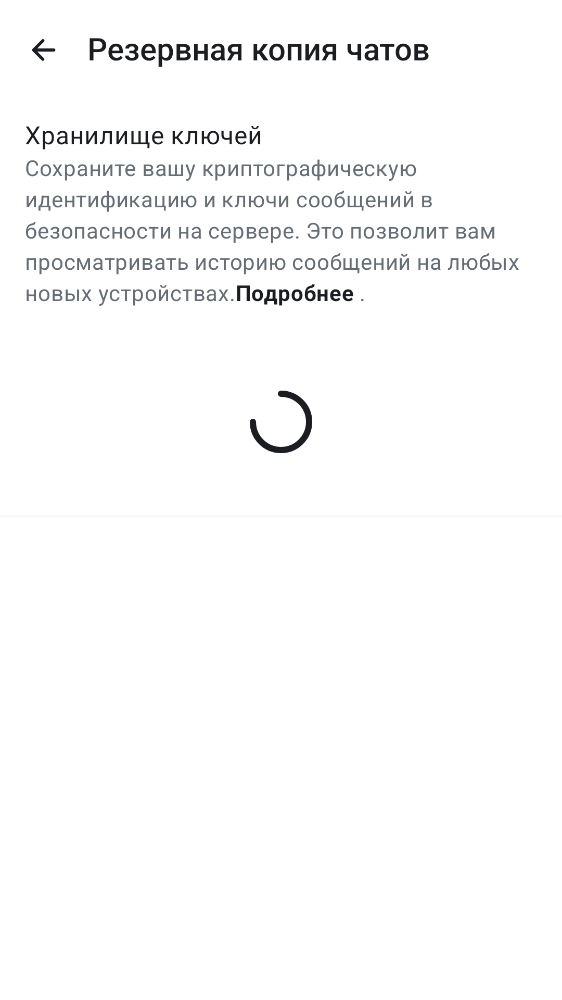 Резервная копия чатов
Хранилище ключей
Сохраните вашу криптографическую
идентификацию и ключи сообщений в
безопасности на сервере. Это позволит вам
просматривать историю сообщений на любых
новых устройствах.Подробнее .